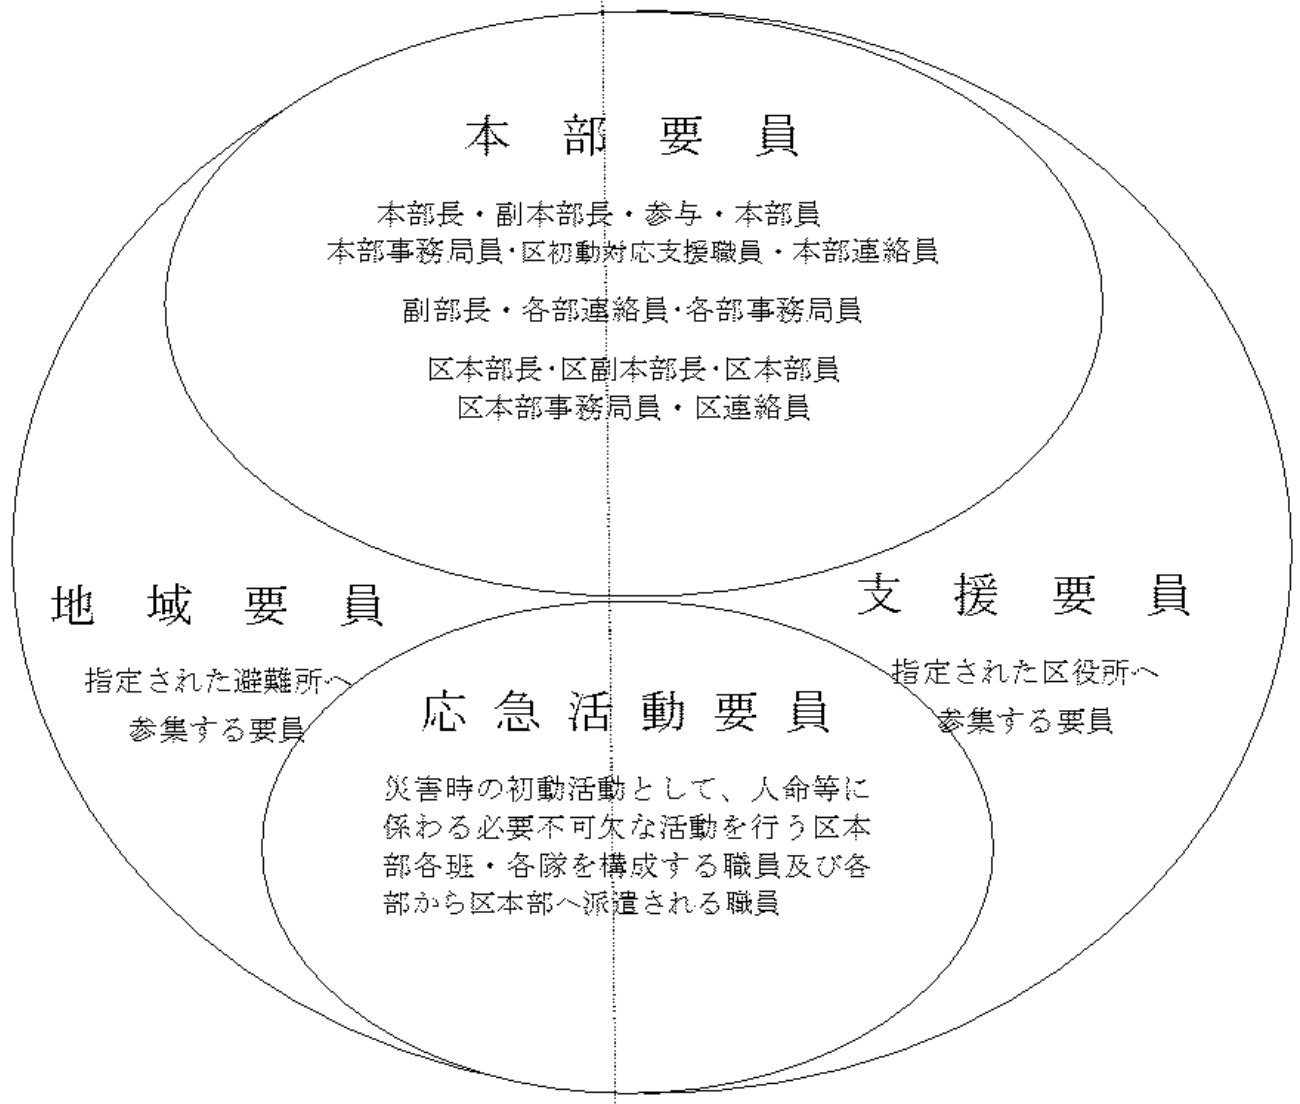 本部要員
本部長・副本部長・参与・本部員
本部事務局員・区初動対応支援職員・本部連絡員
副部長・各部連絡員・各部事務局員
区本部長・区副本部長・区本部員
区本部事務局員・区連絡員
地域要員
指定された避難所へ
参集する要員
支援要員
指定された区役所へ
参集する要員
応急活動要員
災害時の初動活動として、人命等に
係わる必要不可欠な活動を行う区本
部各班・各隊を構成する職員及び各
部から区本部へ派遣される職員